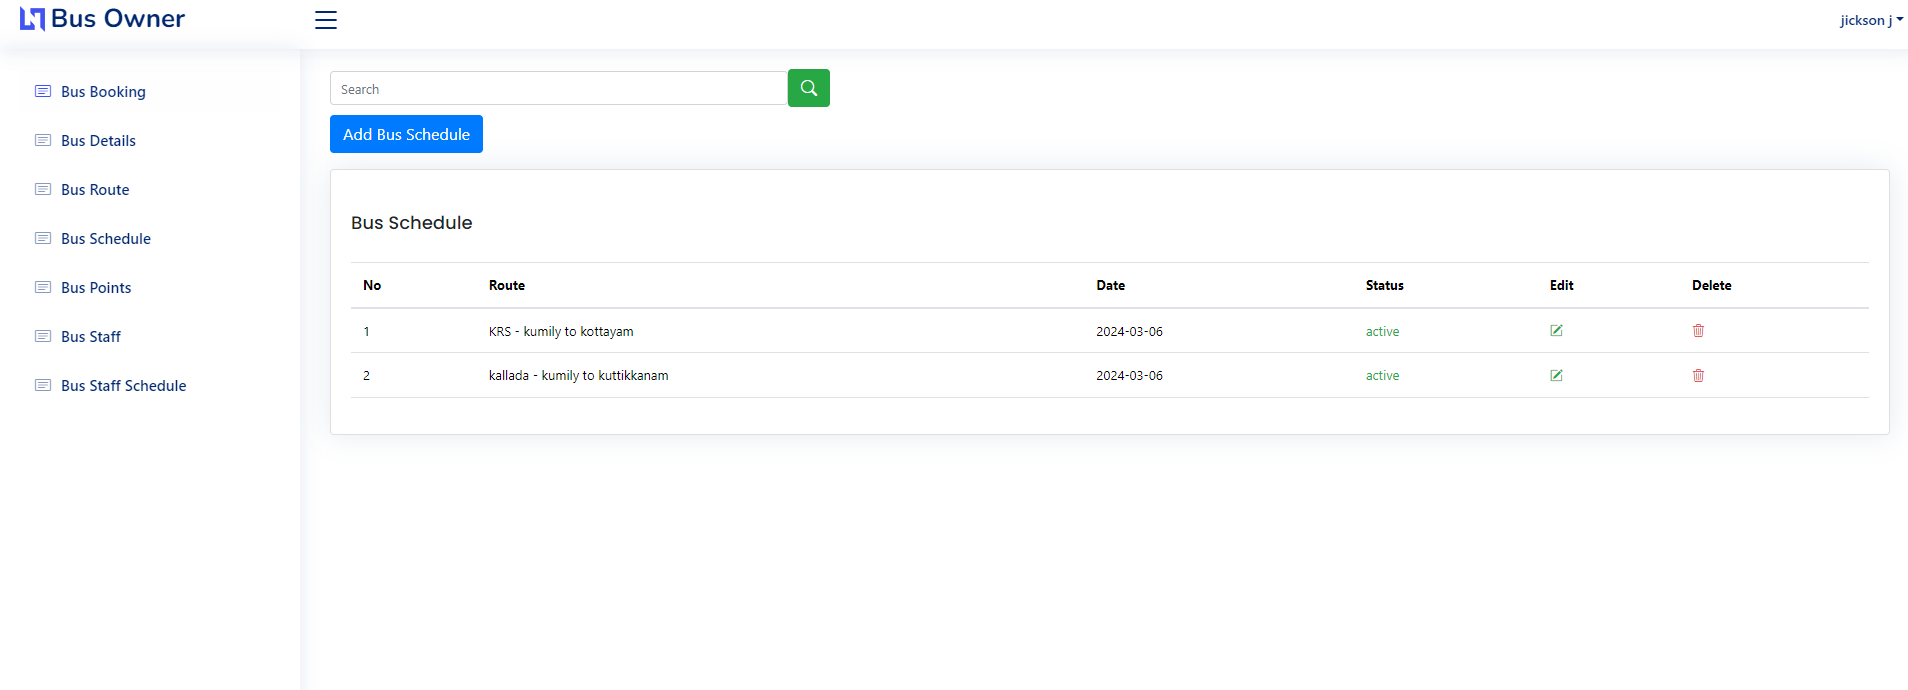 Bus Owner
jickson j
Bus Booking
Bus Details
Bus Route
Bus Schedule
Bus Points
Bus Staff
Bus Staff Schedule
Search
Add Bus Schedule
Bus Schedule
No Route Date Status Edit Delete
1 KRS - kumily to kottayam 2024-03-06 active
2 kallada - kumily to kuttikkanam 2024-03-06 active